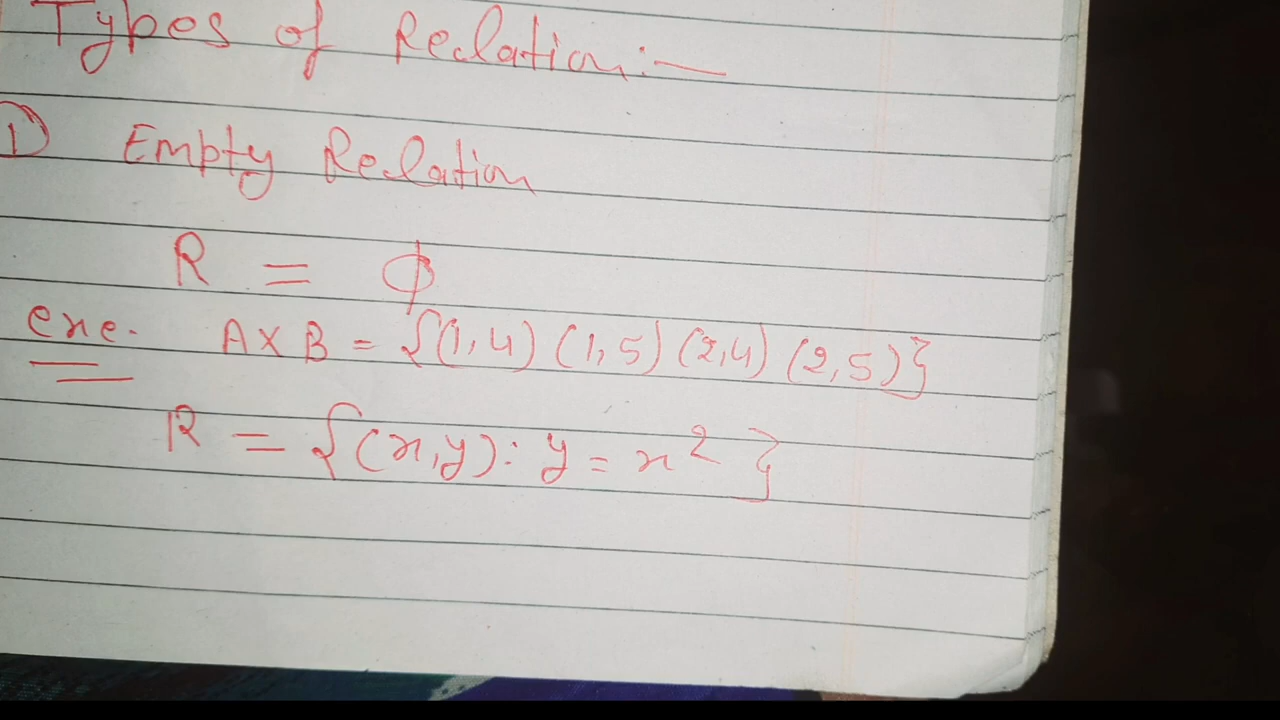 Types of Relation:—
1) Empty Relation
R = ϕ
exe. A×B = {(1,4) (1,5) (2,4) (2,5)}
R = {(x,y): y = x² }